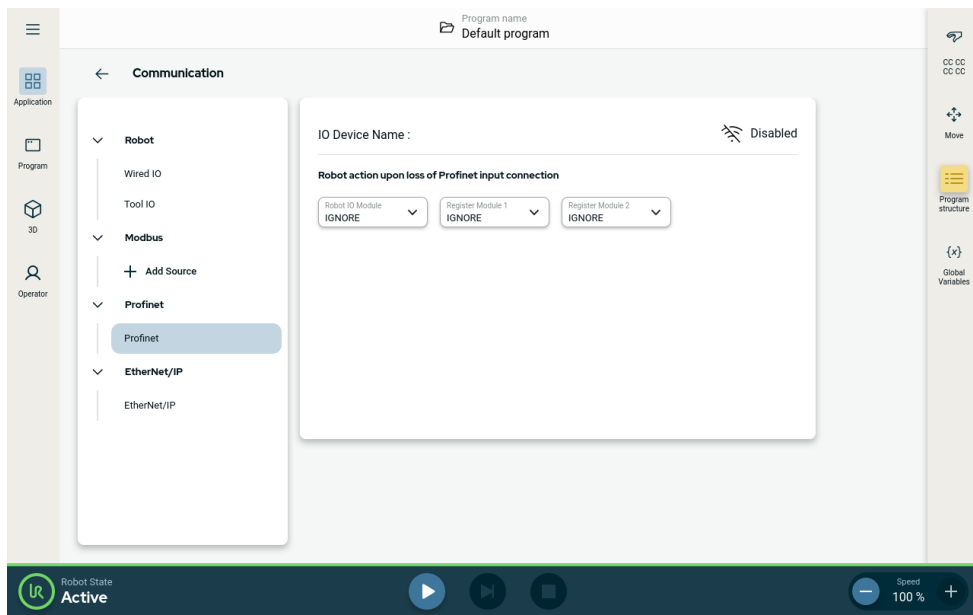 Program name
Default program
Application
Program
3D
Operator
Communication
Robot
Wired IO
Tool IO
Modbus
Add Source
Profinet
Profinet
EtherNet/IP
EtherNet/IP
IO Device Name :
Disabled
Robot action upon loss of Profinet input connection
Robot IO Module
IGNORE
Register Module 1
IGNORE
Register Module 2
IGNORE
CC CC
CC CC
Move
Program
structure
{x}
Global
Variables
UR
Robot State
Active
Speed
100 %